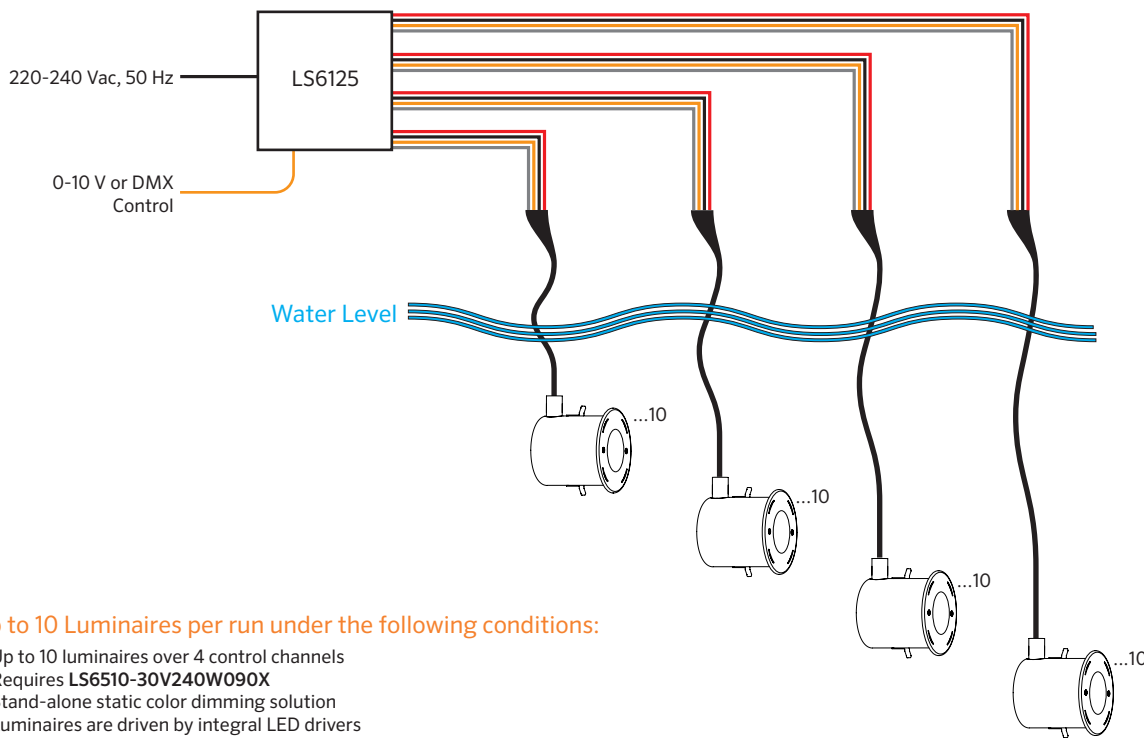 220-240 Vac, 50 Hz
LS6125
0-10 V or DMX
Control
Water Level
...10
...10
...10
...10
p to 10 Luminaires per run under the following conditions:
Up to 10 luminaires over 4 control channels
Requires LS6510-30V240W090X
Stand-alone static color dimming solution
uminaires are driven by integral LED drivers